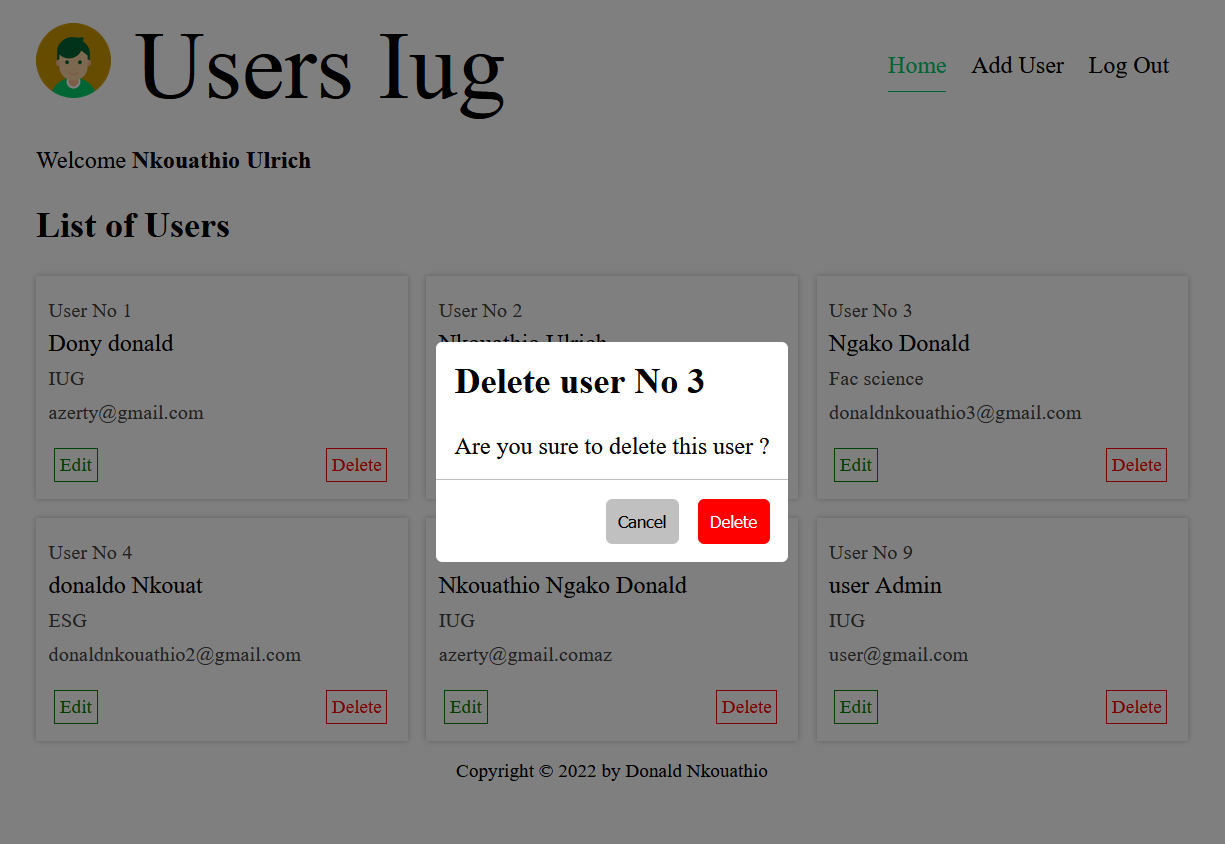 Users Iug
Home Add User Log Out
Welcome Nkouathio Ulrich
List of Users
User No 1
Dony donald
IUG
azerty@gmail.com
Edit Delete
User No 2
Nkouathio Ulrich
User No 3
Ngako Donald
Fac science
donaldnkouathio3@gmail.com
Edit Delete
Delete user No 3
Are you sure to delete this user ?
Cancel Delete
User No 4
donaldo Nkouat
ESG
donaldnkouathio2@gmail.com
Edit Delete
Nkouathio Ngako Donald
IUG
azerty@gmail.comaz
Edit Delete
User No 9
user Admin
IUG
user@gmail.com
Edit Delete
Copyright © 2022 by Donald Nkouathio